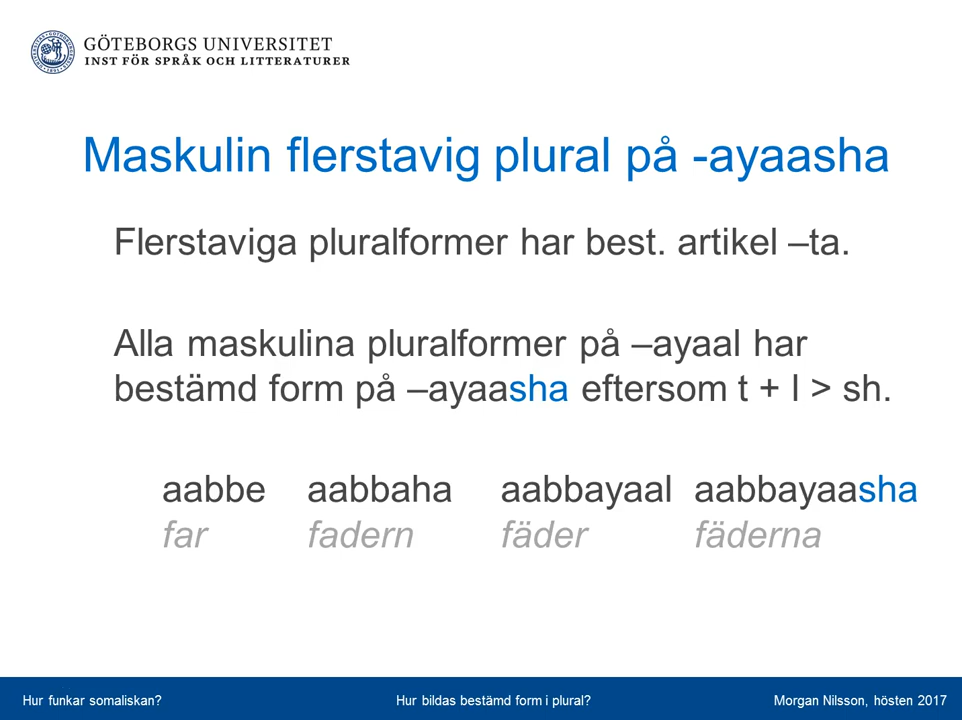 GÖTEBORGS UNIVERSITET
INST FÖR SPRÅK OCH LITTERATURER
Maskulin flerstavig plural på -ayaasha
Flerstaviga pluralformer har best. artikel –ta.
Alla maskulina pluralformer på –ayaal har
bestämd form på –ayaasha eftersom t + l > sh.
aabbe aabbaha aabbayaal aabbayaasha
far fadern fäder fäderna
Hur funkar somaliskan? Hur bildas bestämd form i plural? Morgan Nilsson, hösten 2017